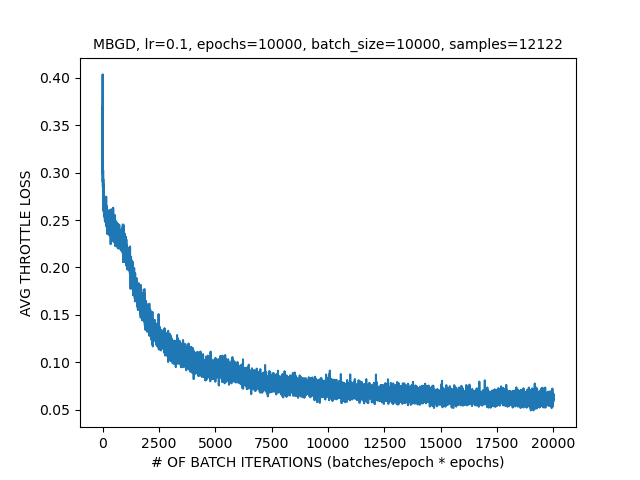 MBGD, lr=0.1, epochs=10000, batch_size=10000, samples=12122
AVG THROTTLE LOSS
0.40
0.35
0.30
0.25
0.20
0.15
0.10
0.05
0 2500 5000 7500 10000 12500 15000 17500 20000
# OF BATCH ITERATIONS (batches/epoch * epochs)